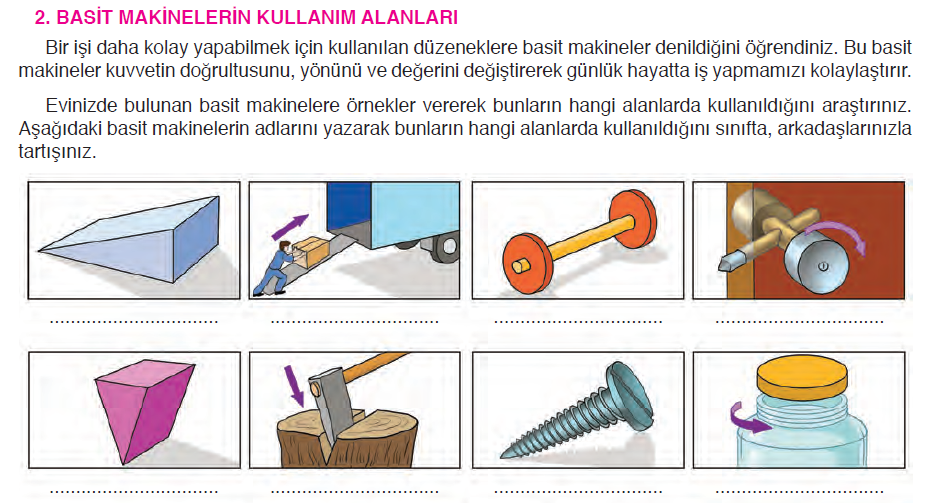 2. BASİT MAKİNELERİN KULLANIM ALANLARI
Bir işi daha kolay yapabilmek için kullanılan düzeneklere basit makineler denildiğini öğrendiniz. Bu basit
makineler kuvvetin doğrultusunu, yönünü ve değerini değiştirerek günlük hayatta iş yapmamızı kolaylaştırır.
Evinizde bulunan basit makinelere örnekler vererek bunların hangi alanlarda kullanıldığını araştırınız.
Aşağıdaki basit makinelerin adlarını yazarak bunların hangi alanlarda kullanıldığını sınıfta, arkadaşlarınızla
tartışınız.